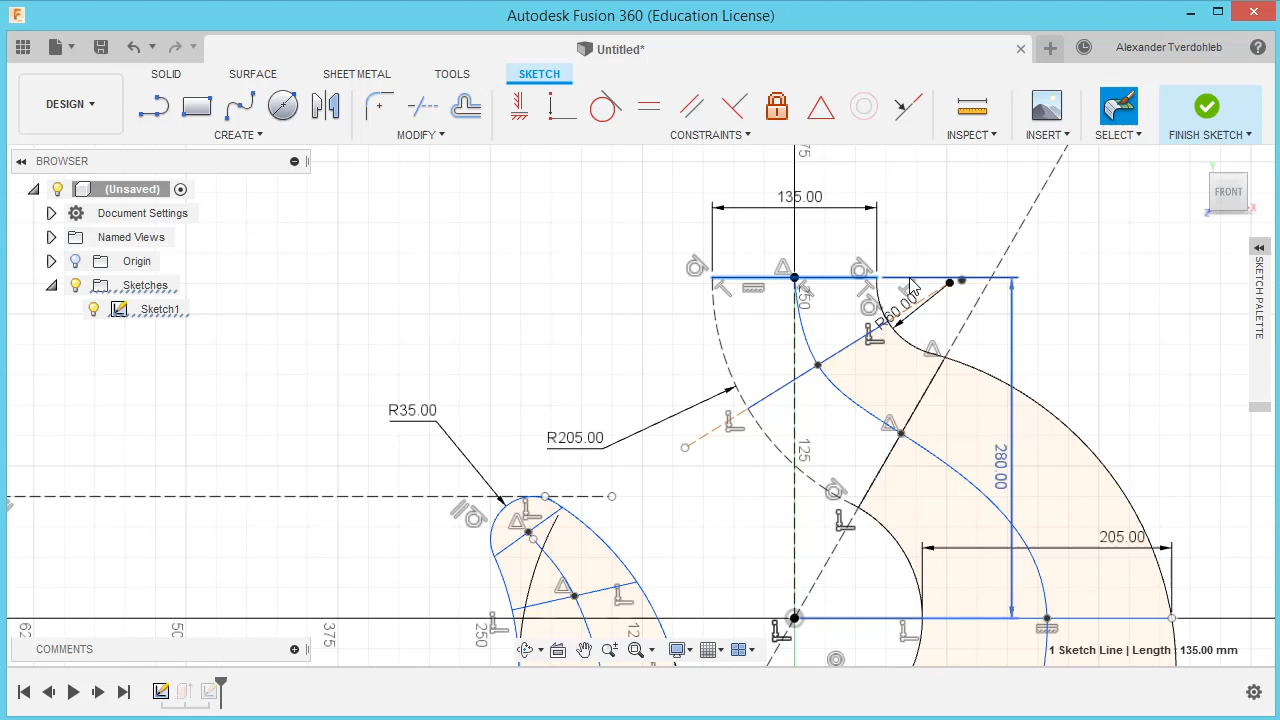 Autodesk Fusion 360 (Education License)
Untitled*
Alexander Tverdohleb
DESIGN
SOLID
SURFACE
SHEET METAL
TOOLS
SKETCH
CREATE
MODIFY
CONSTRAINTS
INSPECT
INSERT
SELECT
FINISH SKETCH
BROWSER
(Unsaved)
Document Settings
Named Views
Origin
Sketches
Sketch1
FRONT
Y
X
Z
SKETCH PALETTE
75
135.00
250
R60.00
R35.00
R205.00
125
280.00
205.00
62
50
375
250
12
COMMENTS
1 Sketch Line | Length : 135.00 mm